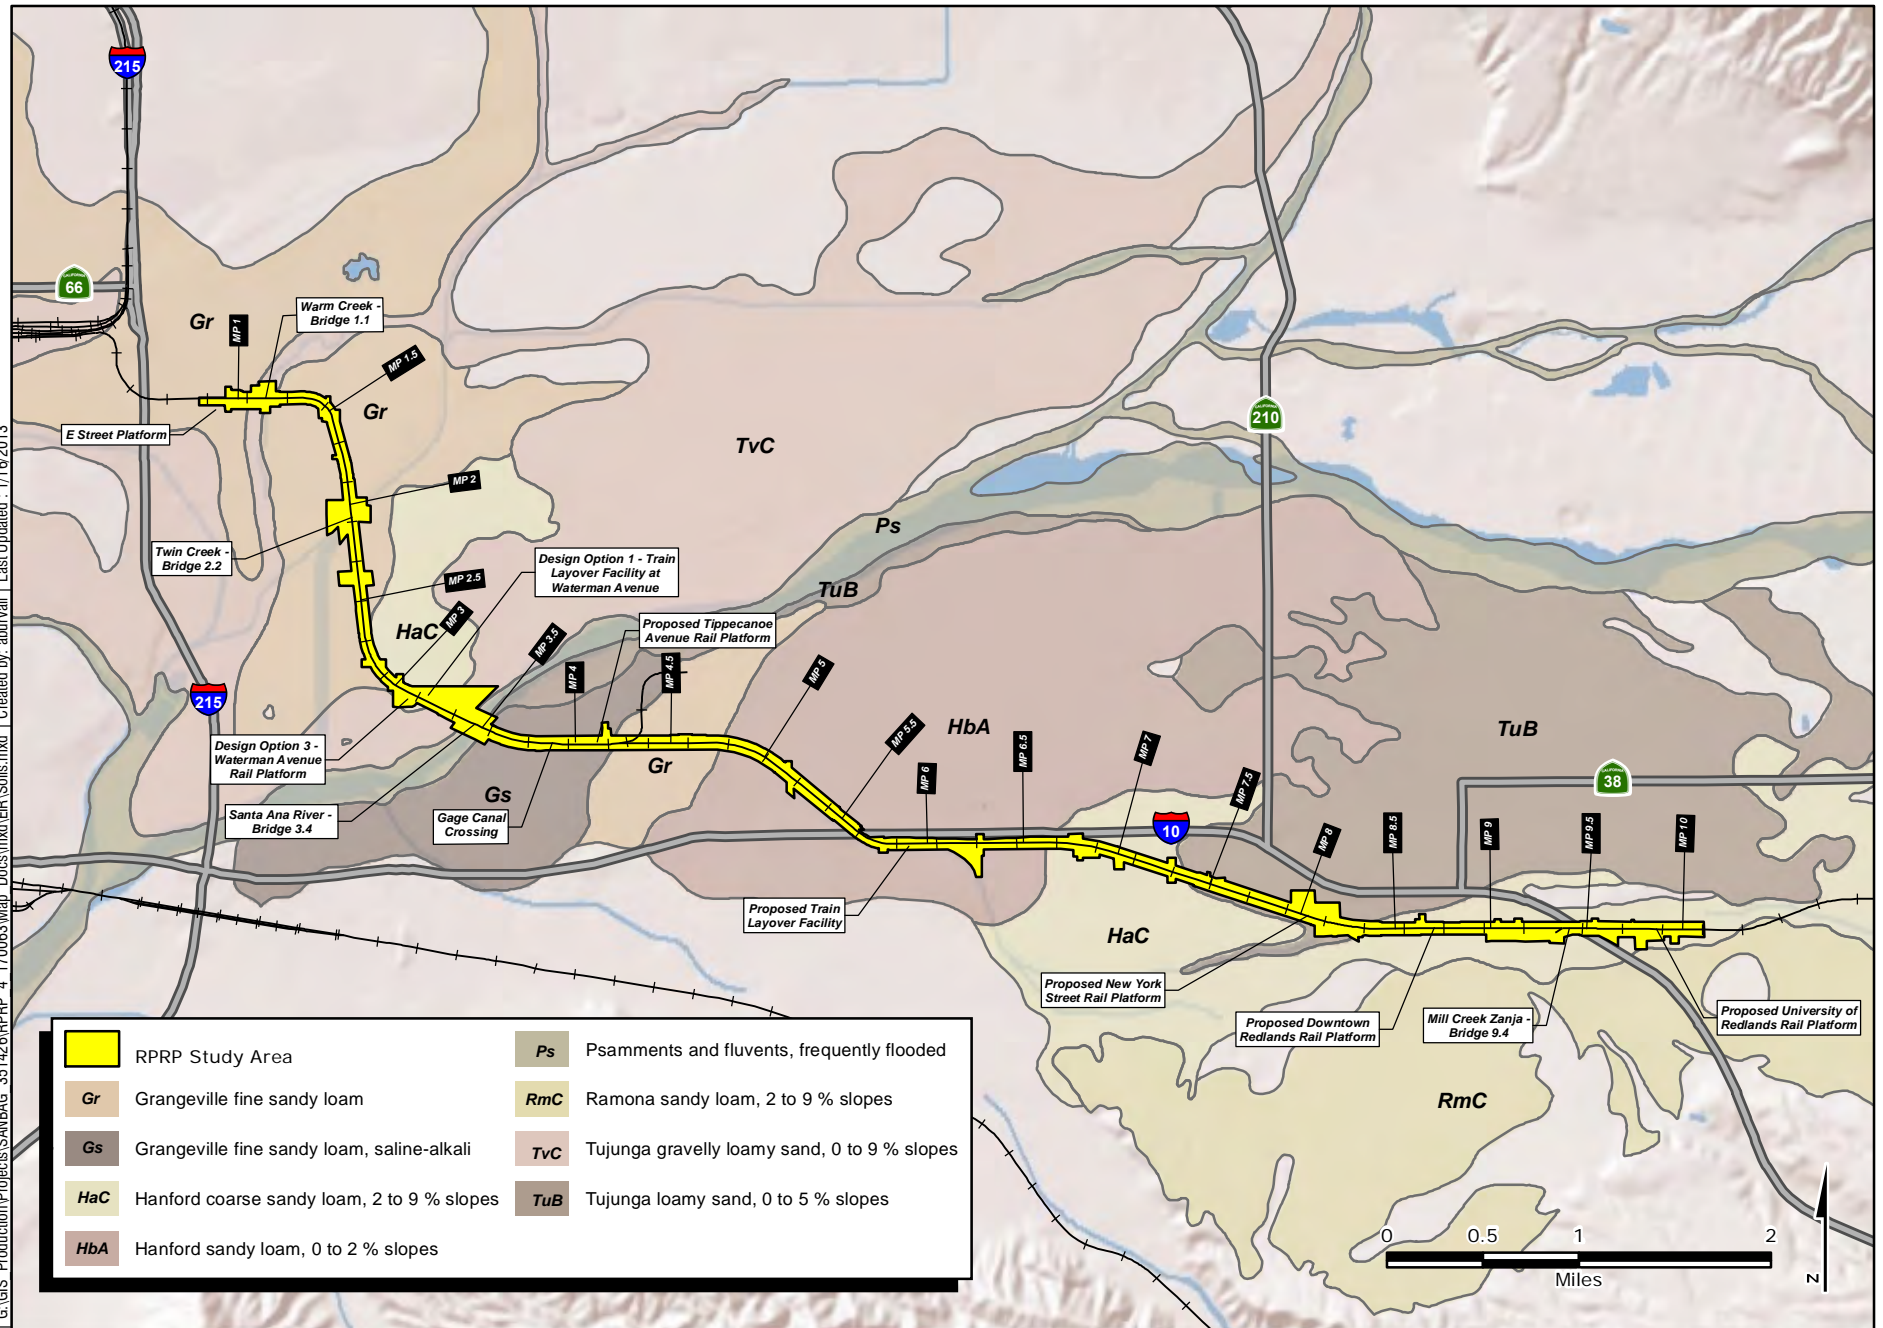 215
CALIFORNIA
66
Gr
MP 1
Warm Creek -
Bridge 1.1
MP 1.5
Gr
E Street Platform
CALIFORNIA
210
TvC
MP 2
Ps
Twin Creek -
Bridge 2.2
Design Option 1 - Train
Layover Facility at
Waterman Avenue
MP 2.5
TuB
HaC
MP 3
MP 3.5
Proposed Tippecanoe
Avenue Rail Platform
MP 4
MP 4.5
MP 5
215
HbA
MP 5.5
MP 6
MP 6.5
MP 7
MP 7.5
TuB
Design Option 3 -
Waterman Avenue
Rail Platform
Gr
Gs
CALIFORNIA
38
Santa Ana River -
Bridge 3.4
Gage Canal
Crossing
10
MP 8
MP 8.5
MP 9
MP 9.5
MP 10
Proposed Train
Layover Facility
HaC
Proposed New York
Street Rail Platform
Proposed Downtown
Redlands Rail Platform
Mill Creek Zanja -
Bridge 9.4
Proposed University of
Redlands Rail Platform
RmC
RPRP Study Area
Gr Grangeville fine sandy loam
Gs Grangeville fine sandy loam, saline-alkali
HaC Hanford coarse sandy loam, 2 to 9 % slopes
HbA Hanford sandy loam, 0 to 2 % slopes
Ps Psamments and fluvents, frequently flooded
RmC Ramona sandy loam, 2 to 9 % slopes
TvC Tujunga gravelly loamy sand, 0 to 9 % slopes
TuB Tujunga loamy sand, 0 to 5 % slopes
0 0.5 1 2
Miles
N